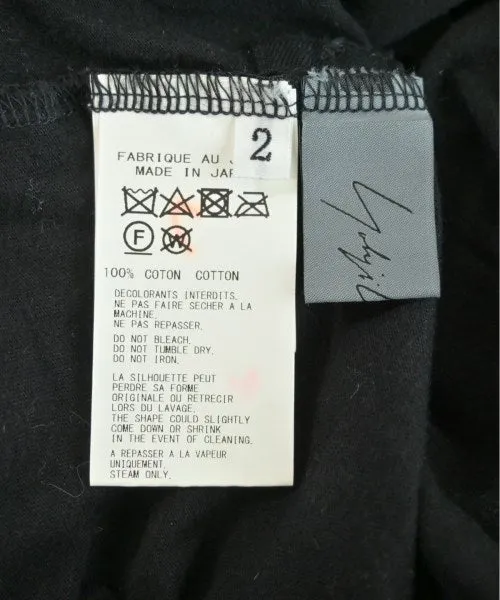 2
FABRIQUE AU
MADE IN
F
W
100% COTON COTTON
DECOLORANTS INTERDITS.
NE PAS FAIRE SECHER A LA
MACHINE.
NE PAS REPASSER.
DO NOT BLEACH.
DO NOT TUMBLE DRY.
DO NOT IRON.
LA SILHOUETTE PEUT
PERDRE SA FORME
ORIGINALE OU RETRECIR
LORS DU LAVAGE.
THE SHAPE COULD SLIGHTLY
COME DOWN OR SHRINK
IN THE EVENT OF CLEANING.
A REPASSER A LA VAPEUR
UNIQUEMENT.
STEAM ONLY.